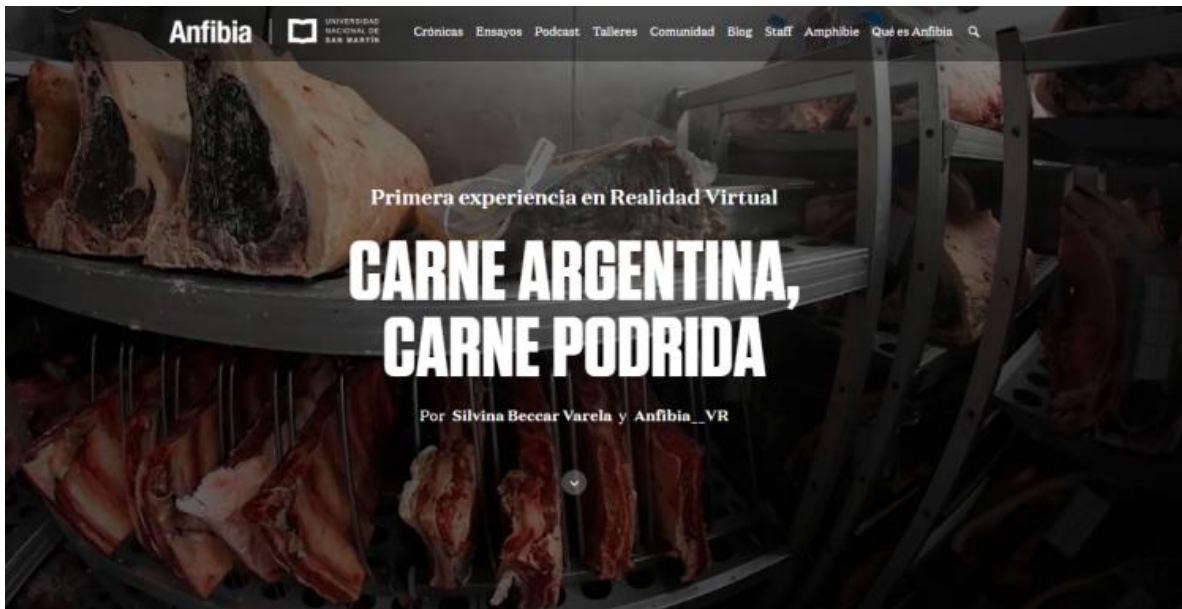 Anfibia
UNIVERSIDAD
NACIONAL DE
SAN MARTÍN
Crónicas Ensayos Podcast Talleres Comunidad Blog Staff Amphibie Qué es Anfibia
Primera experiencia en Realidad Virtual
CARNE ARGENTINA,
CARNE PODRIDA
Por Silvina Beccar Varela y Anfibia__VR